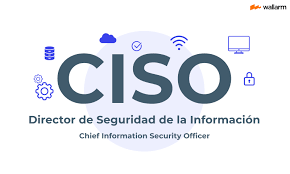 wallarm
CISO
Director de Seguridad de la Información
Chief Information Security Officer